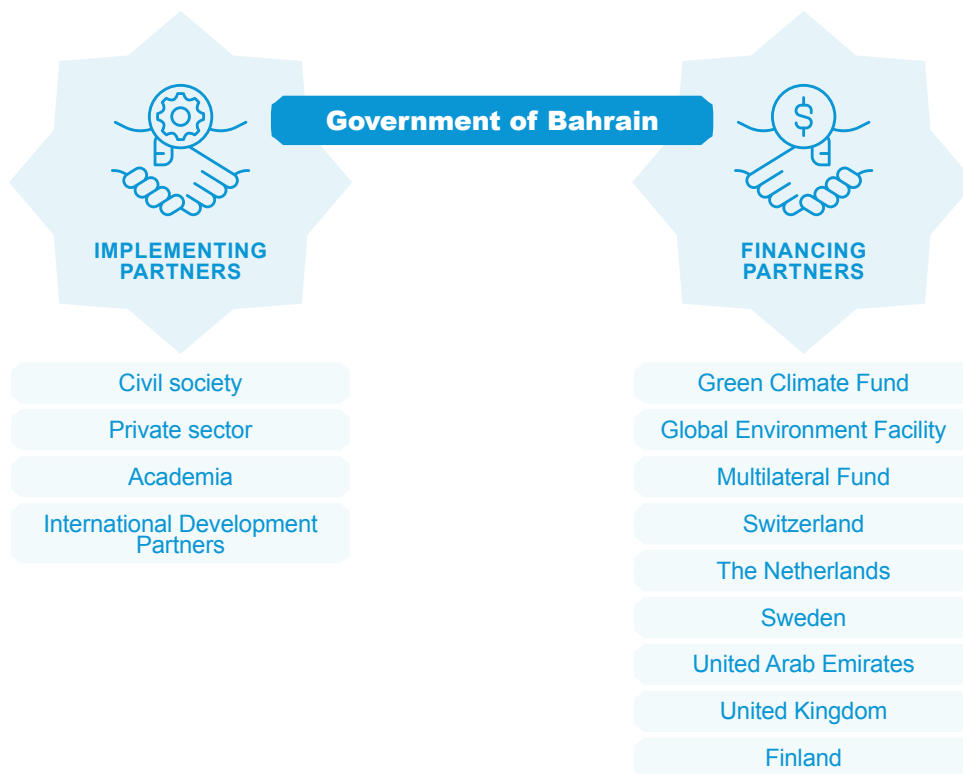 Government of Bahrain
IMPLEMENTING
PARTNERS
Civil society
Private sector
Academia
International Development
Partners
$
FINANCING
PARTNERS
Green Climate Fund
Global Environment Facility
Multilateral Fund
Switzerland
The Netherlands
Sweden
United Arab Emirates
United Kingdom
Finland